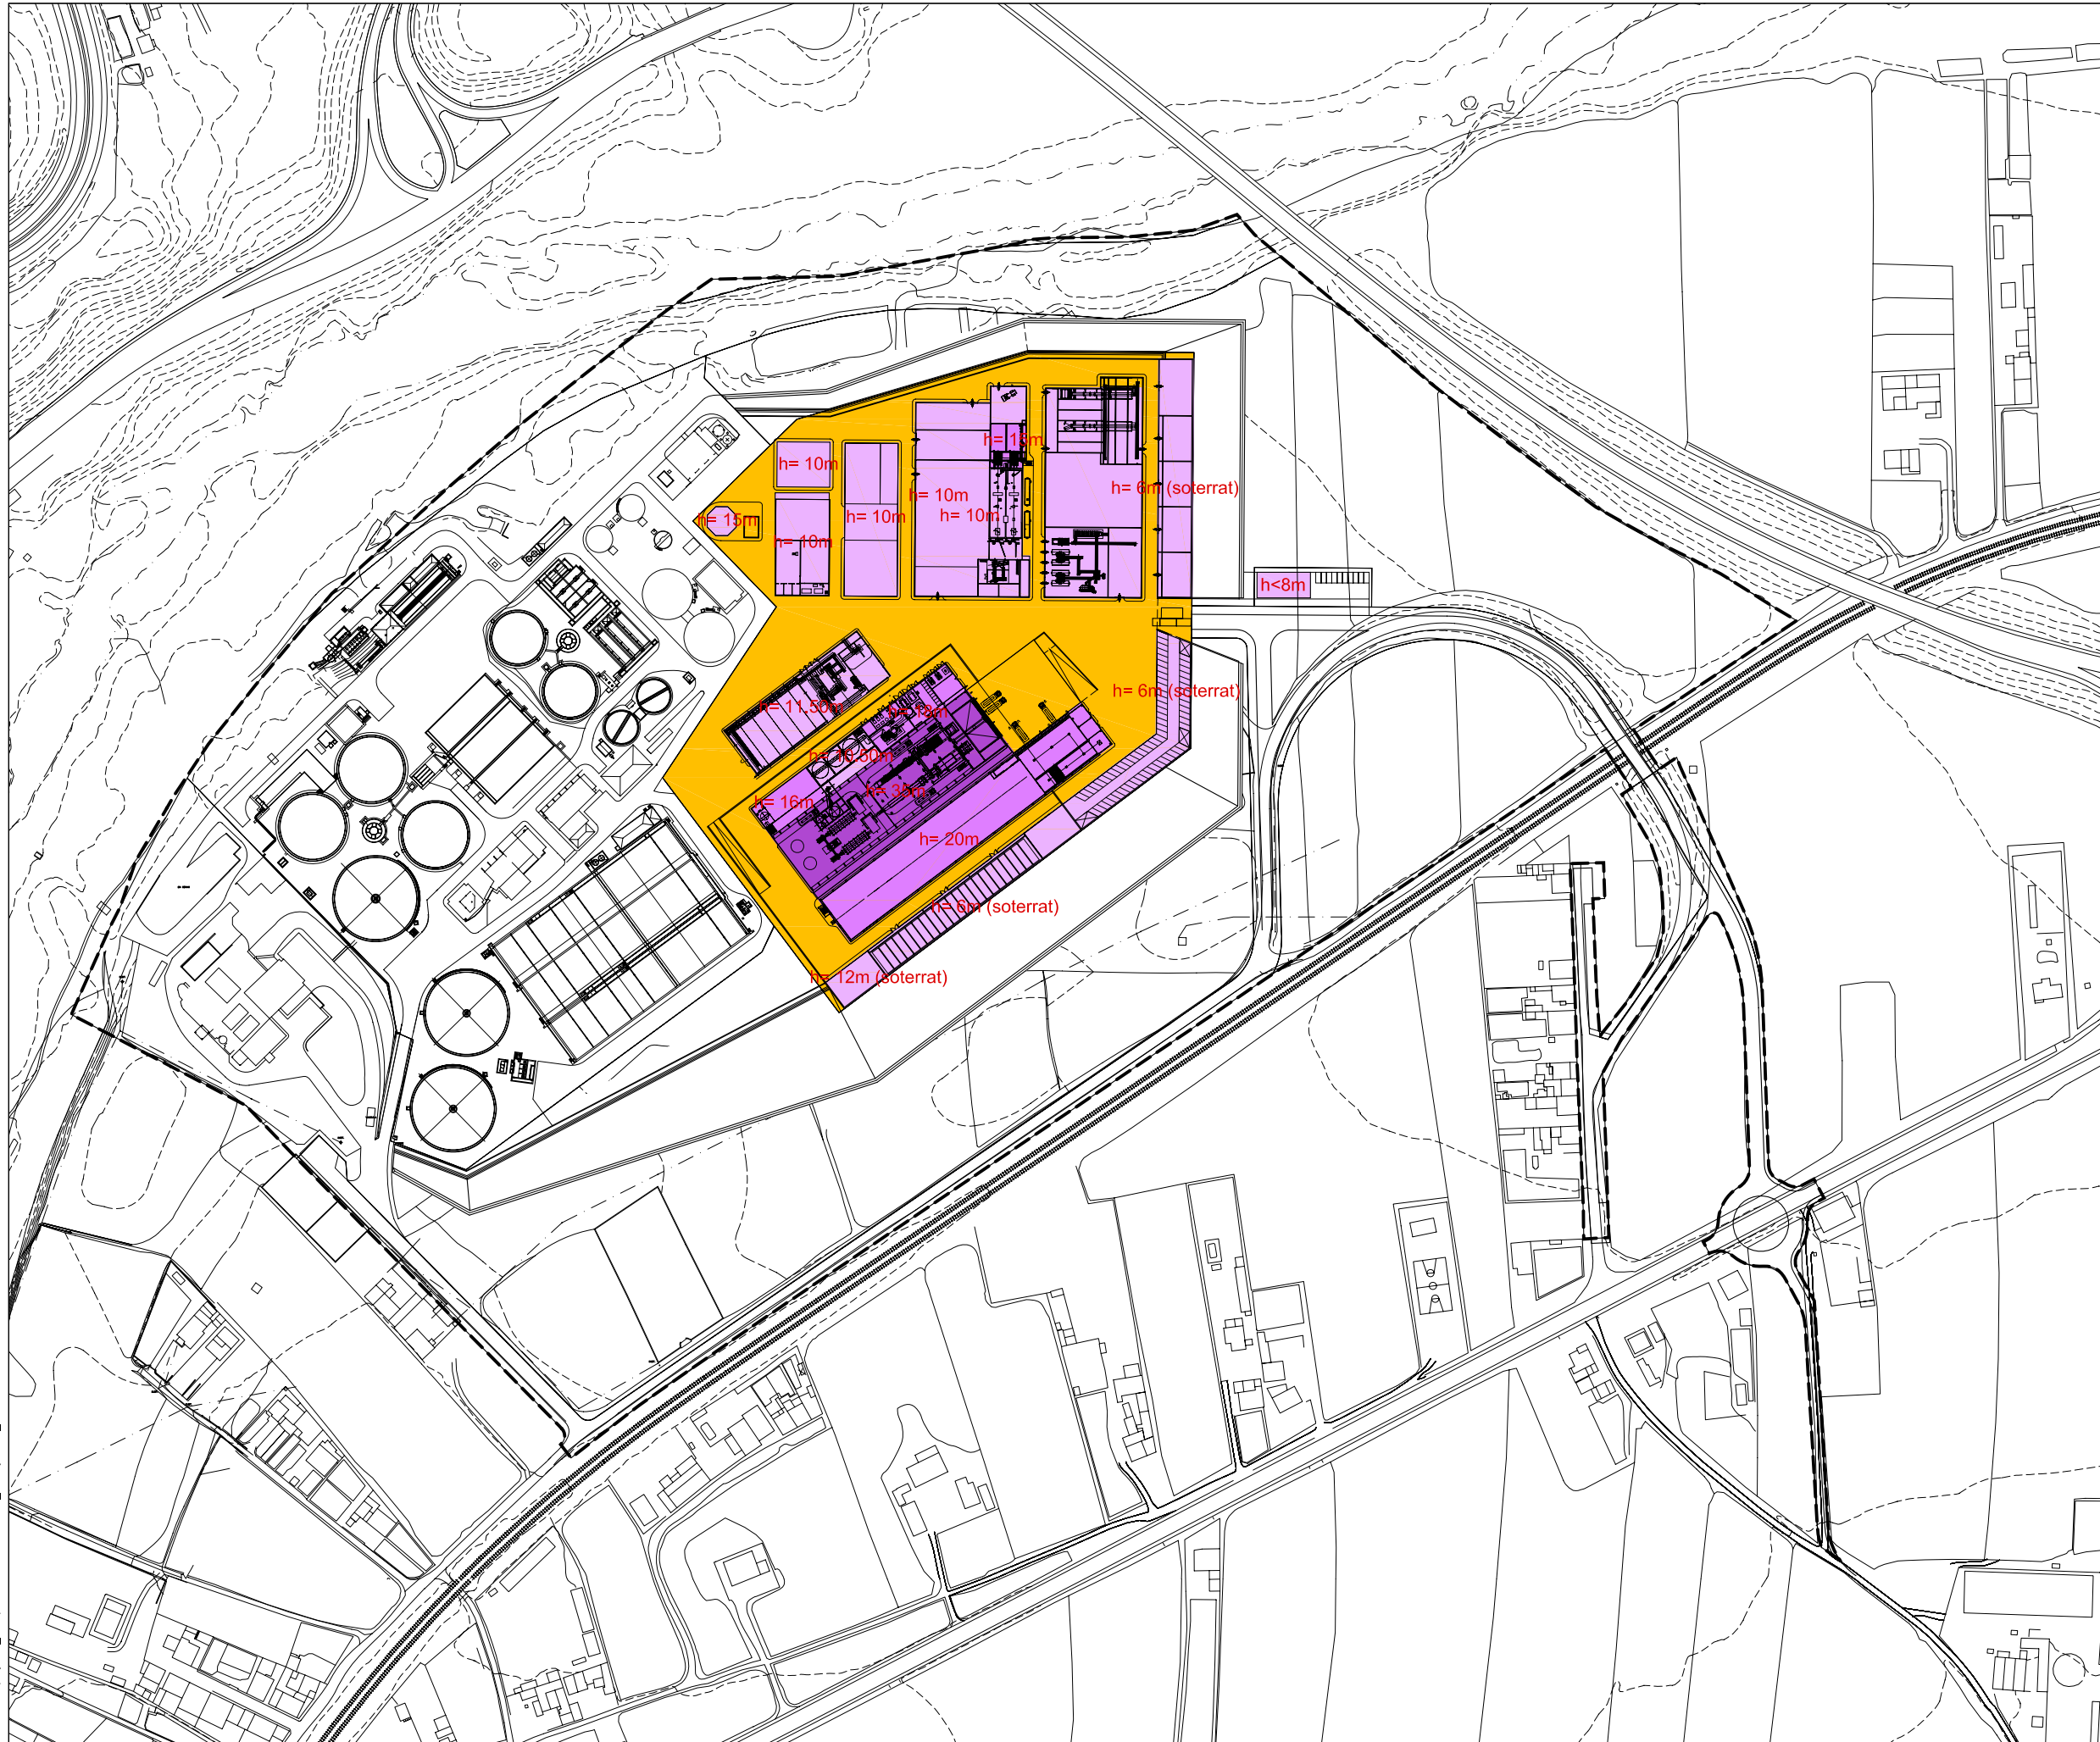 h= 15m
h= 10m
h= 6m (soterrat)
h= 10m
h= 10m
h= 10m
h= 15m
h= 10m
h<8m
h= 6m (soterrat)
h= 11,50m
h= 18m
h= 10.50m
h= 35m
h= 16m
h= 20m
h= 6m (soterrat)
h= 12m (soterrat)